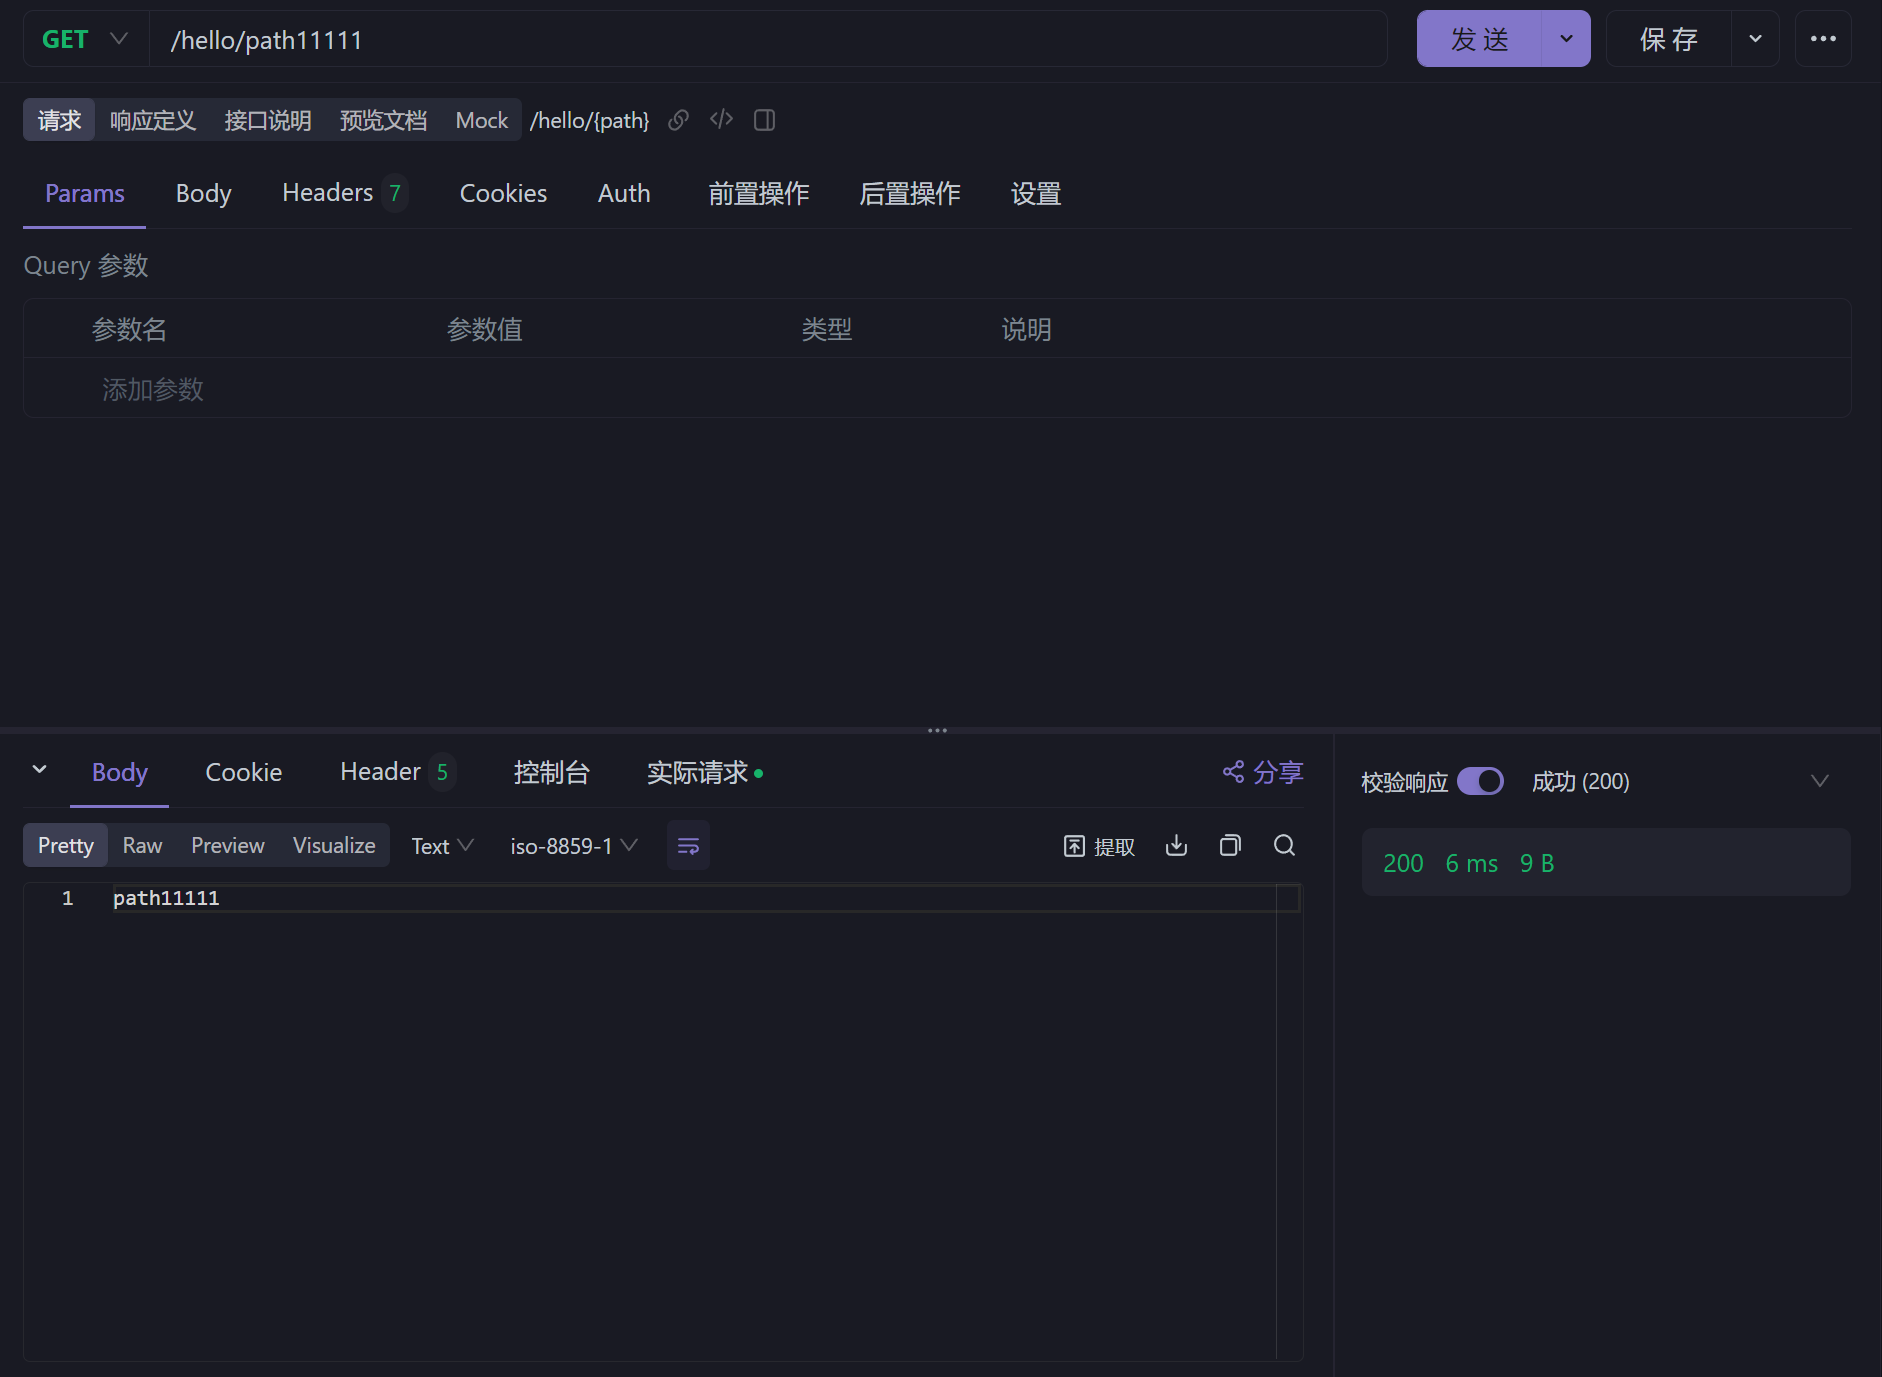 GET /hello/path11111 发送 保存
请求 响应定义 接口说明 预览文档 Mock /hello/{path}
Params Body Headers 7 Cookies Auth 前置操作 后置操作 设置
Query 参数
参数名 参数值 类型 说明
添加参数
Body Cookie Header 5 控制台 实际请求 分享
Pretty Raw Preview Visualize Text iso-8859-1 提取
1 path11111
校验响应 成功 (200)
200 6 ms 9 B